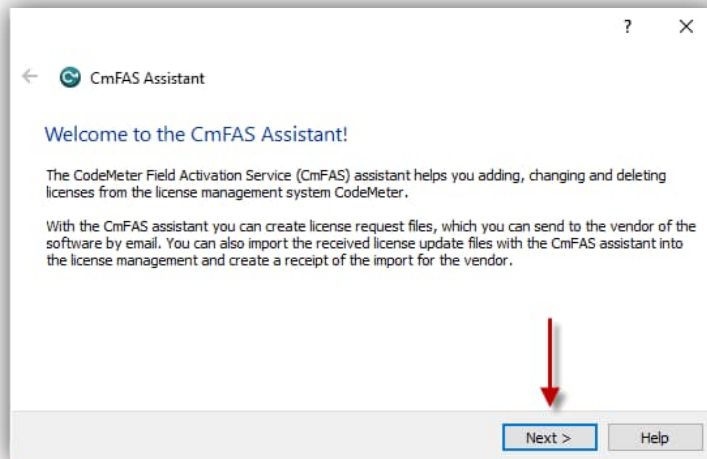 ?
CmFAS Assistant
Welcome to the CmFAS Assistant!
The CodeMeter Field Activation Service (CmFAS) assistant helps you adding, changing and deleting
licenses from the license management system CodeMeter.
With the CmFAS assistant you can create license request files, which you can send to the vendor of the
software by email. You can also import the received license update files with the CmFAS assistant into
the license management and create a receipt of the import for the vendor.
Next > Help